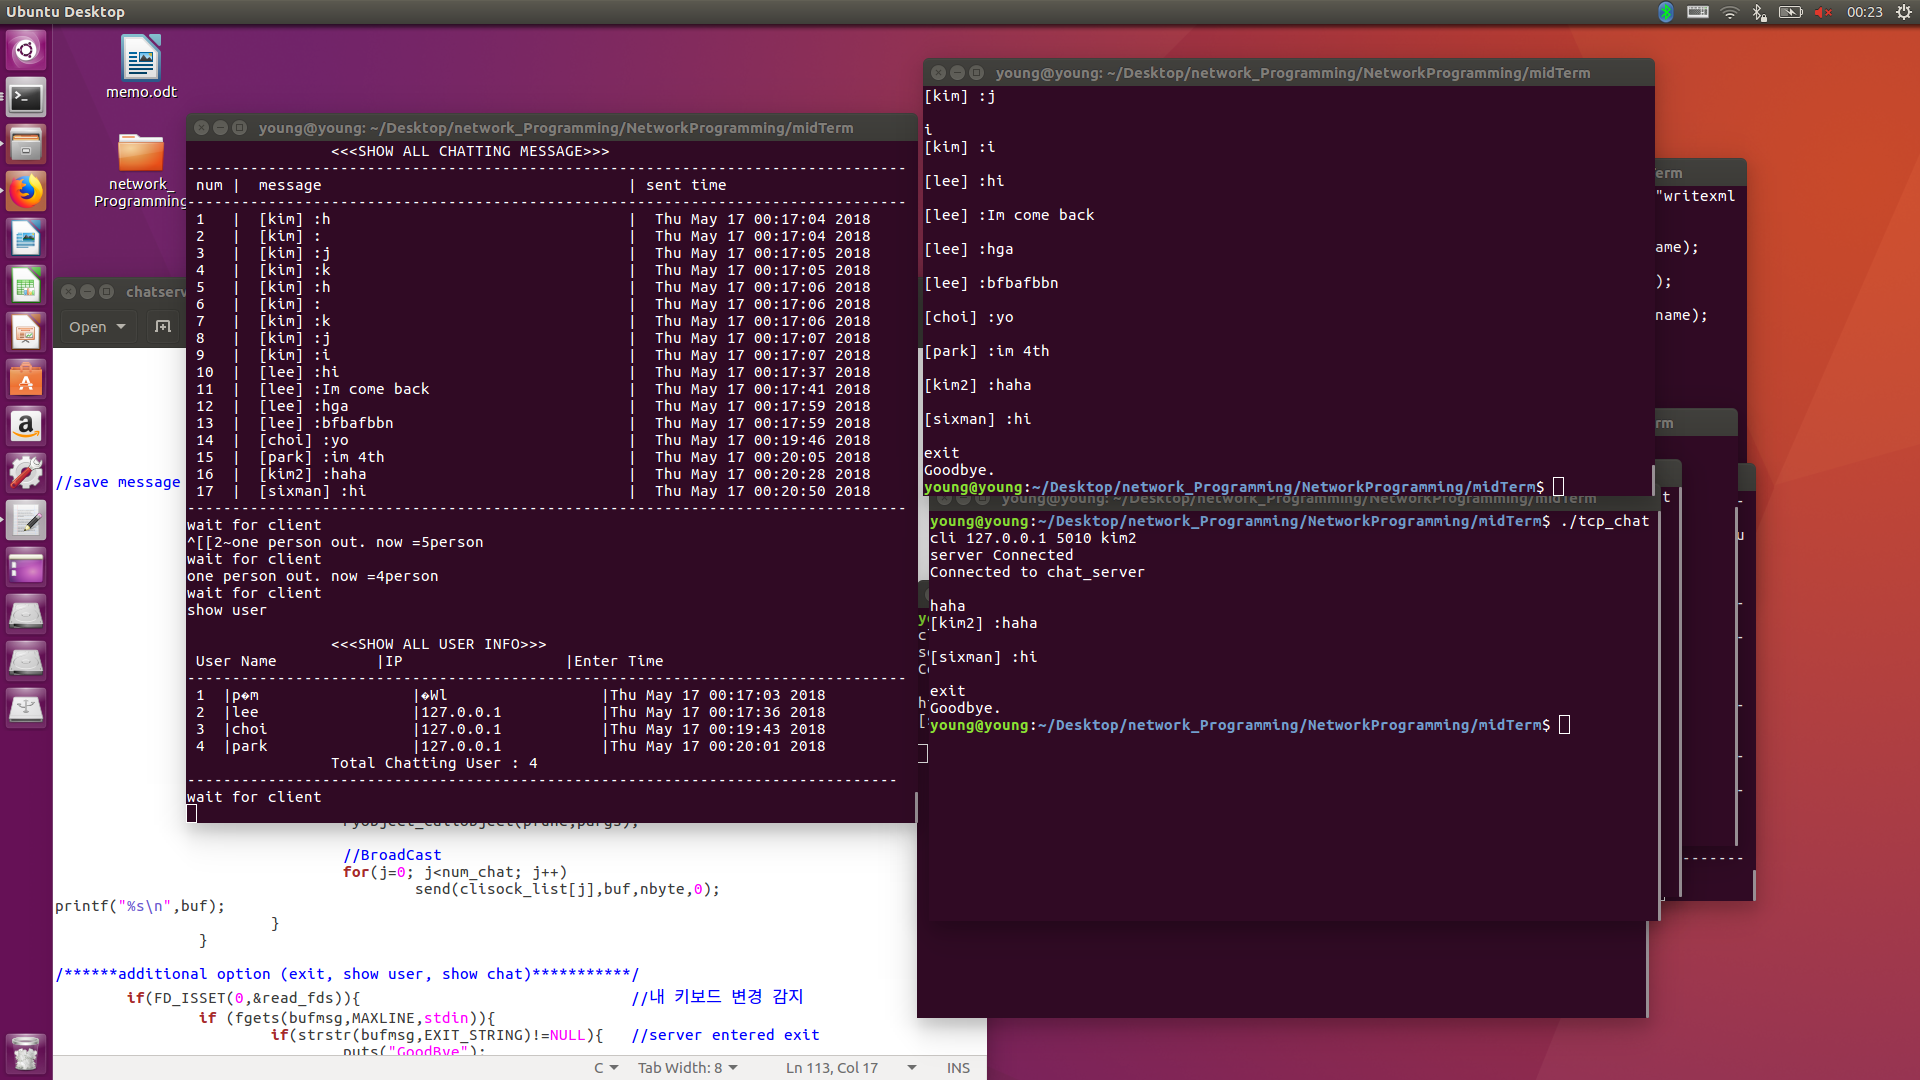 Ubuntu Desktop
00:23
memo.odt
network_
Programming
young@young: ~/Desktop/network_Programming/NetworkProgramming/midTerm
<<<SHOW ALL CHATTING MESSAGE>>>
--------------------------------------------------------------------------------
num | message | sent time
--------------------------------------------------------------------------------
1 | [kim] :h | Thu May 17 00:17:04 2018
2 | [kim] : | Thu May 17 00:17:04 2018
3 | [kim] :j | Thu May 17 00:17:05 2018
4 | [kim] :k | Thu May 17 00:17:05 2018
5 | [kim] :h | Thu May 17 00:17:06 2018
6 | [kim] : | Thu May 17 00:17:06 2018
7 | [kim] :k | Thu May 17 00:17:06 2018
8 | [kim] :j | Thu May 17 00:17:07 2018
9 | [kim] :i | Thu May 17 00:17:07 2018
10 | [lee] :hi | Thu May 17 00:17:37 2018
11 | [lee] :Im come back | Thu May 17 00:17:41 2018
12 | [lee] :hga | Thu May 17 00:17:59 2018
13 | [lee] :bfbafbbn | Thu May 17 00:17:59 2018
14 | [choi] :yo | Thu May 17 00:19:46 2018
15 | [park] :im 4th | Thu May 17 00:20:05 2018
16 | [kim2] :haha | Thu May 17 00:20:28 2018
17 | [sixman] :hi | Thu May 17 00:20:50 2018
--------------------------------------------------------------------------------
wait for client
^[[2~one person out. now =5person
wait for client
one person out. now =4person
wait for client
show user
<<<SHOW ALL USER INFO>>>
User Name |IP |Enter Time
--------------------------------------------------------------------------------
1 |p�m |�Wl |Thu May 17 00:17:03 2018
2 |lee |127.0.0.1 |Thu May 17 00:17:36 2018
3 |choi |127.0.0.1 |Thu May 17 00:19:43 2018
4 |park |127.0.0.1 |Thu May 17 00:20:01 2018
Total Chatting User : 4
-------------------------------------------------------------------------------
wait for client
young@young: ~/Desktop/network_Programming/NetworkProgramming/midTerm
[kim] :j
i
[kim] :i
[lee] :hi
[lee] :Im come back
[lee] :hga
[lee] :bfbafbbn
[choi] :yo
[park] :im 4th
[kim2] :haha
[sixman] :hi
exit
Goodbye.
young@young:~/Desktop/network_Programming/NetworkProgramming/midTerm$
young@young: ~/Desktop/network_Programming/NetworkProgramming/midTerm
young@young:~/Desktop/network_Programming/NetworkProgramming/midTerm$ ./tcp_chat
cli 127.0.0.1 5010 kim2
server Connected
Connected to chat_server
haha
[kim2] :haha
[sixman] :hi
exit
Goodbye.
young@young:~/Desktop/network_Programming/NetworkProgramming/midTerm$
erm
"writexml
ame);
);
name);
rm
t
u
chatserv
Open
//save message
//BroadCast
for(j=0; j<num_chat; j++)
send(clisock_list[j],buf,nbyte,0);
printf("%s\n",buf);
}
}
/******additional option (exit, show user, show chat)***********/
if(FD_ISSET(0,&read_fds)){ //내 키보드 변경 감지
if (fgets(bufmsg,MAXLINE,stdin)){
if(strstr(bufmsg,EXIT_STRING)!=NULL){ //server entered exit
puts("GoodBye");
C Tab Width: 8 Ln 113, Col 17 INS